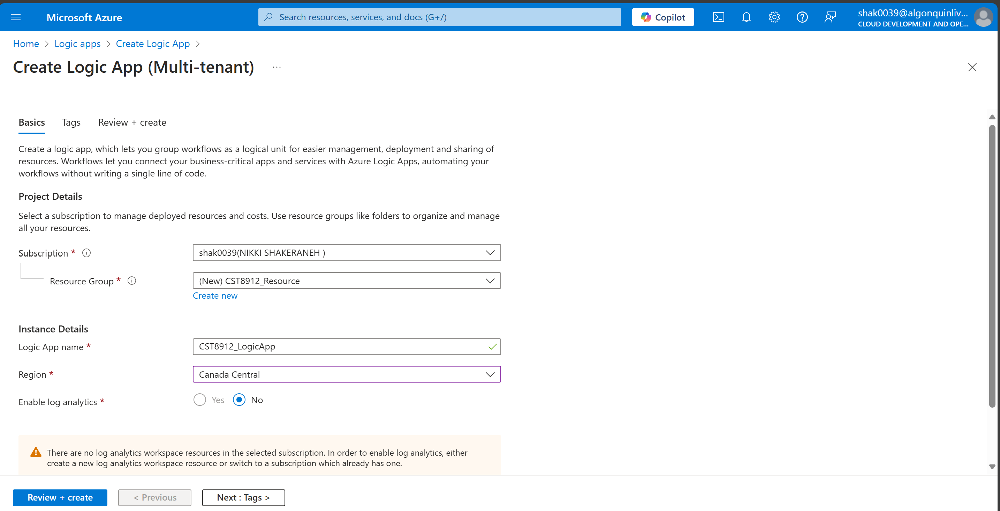 Microsoft Azure
Search resources, services, and docs (G+/)
Copilot
shak0039@algonquinliv...
CLOUD DEVELOPMENT AND OPE...
Home > Logic apps > Create Logic App >
Create Logic App (Multi-tenant) ...
Basics Tags Review + create
Create a logic app, which lets you group workflows as a logical unit for easier management, deployment and sharing of
resources. Workflows let you connect your business-critical apps and services with Azure Logic Apps, automating your
workflows without writing a single line of code.
Project Details
Select a subscription to manage deployed resources and costs. Use resource groups like folders to organize and manage
all your resources.
Subscription *
shak0039(NIKKI SHAKERANEH )
Resource Group *
(New) CST8912_Resource
Create new
Instance Details
Logic App name *
CST8912_LogicApp
Region *
Canada Central
Enable log analytics *
Yes No
There are no log analytics workspace resources in the selected subscription. In order to enable log analytics, either
create a new log analytics workspace resource or switch to a subscription which already has one.
Review + create
< Previous
Next : Tags >